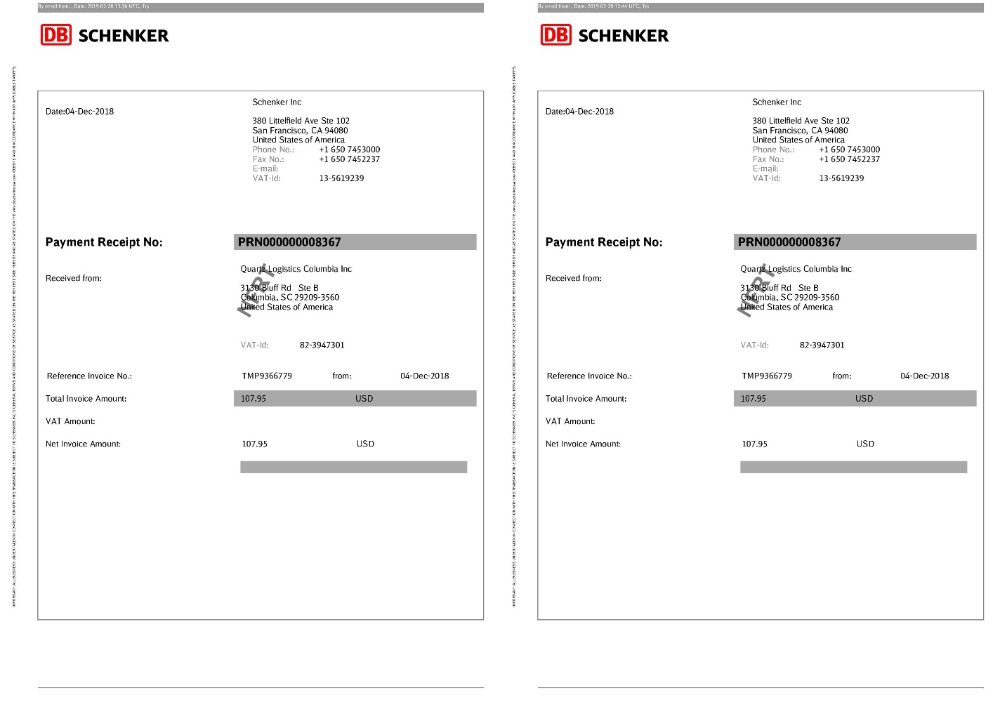 By email from: , Date: 2019-02-20 13:36 UTC, To:
DB SCHENKER
IMPORTANT: ALL BUSINESS UNDERTAKEN IN CONNECTION WITH THIS TRANSACTION IS SUBJECT TO SCHENKER, INC'S GENERAL TERMS AND CONDITIONS OF SERVICE AS STATED ON THE REVERSE SIDE HEREOF AND AS STATED ON THE www.dbschenkerusa.com WEBSITE AND IN ACCORDANCE WITH ANY APPLICABLE TARIFFS.
Schenker Inc
Date:04-Dec-2018
380 Littelfield Ave Ste 102
San Francisco, CA 94080
United States of America
Phone No.: +1 650 7453000
Fax No.: +1 650 7452237
E-mail:
VAT-Id: 13-5619239
Payment Receipt No: PRN000000008367
Quartz Logistics Columbia Inc
Received from:
3130 Bluff Rd Ste B
Columbia, SC 29209-3560
United States of America
NFRT
VAT-Id: 82-3947301
Reference Invoice No.: TMP9366779 from: 04-Dec-2018
Total Invoice Amount: 107.95 USD
VAT Amount:
Net Invoice Amount: 107.95 USD
By email from: , Date: 2019-02-20 12:44 UTC, To:
DB SCHENKER
IMPORTANT: ALL BUSINESS UNDERTAKEN IN CONNECTION WITH THIS TRANSACTION IS SUBJECT TO SCHENKER, INC'S GENERAL TERMS AND CONDITIONS OF SERVICE AS STATED ON THE REVERSE SIDE HEREOF AND AS STATED ON THE www.dbschenkerusa.com WEBSITE AND IN ACCORDANCE WITH ANY APPLICABLE TARIFFS.
Schenker Inc
Date:04-Dec-2018
380 Littelfield Ave Ste 102
San Francisco, CA 94080
United States of America
Phone No.: +1 650 7453000
Fax No.: +1 650 7452237
E-mail:
VAT-Id: 13-5619239
Payment Receipt No: PRN000000008367
Quartz Logistics Columbia Inc
Received from:
3130 Bluff Rd Ste B
Columbia, SC 29209-3560
United States of America
NFRT
VAT-Id: 82-3947301
Reference Invoice No.: TMP9366779 from: 04-Dec-2018
Total Invoice Amount: 107.95 USD
VAT Amount:
Net Invoice Amount: 107.95 USD